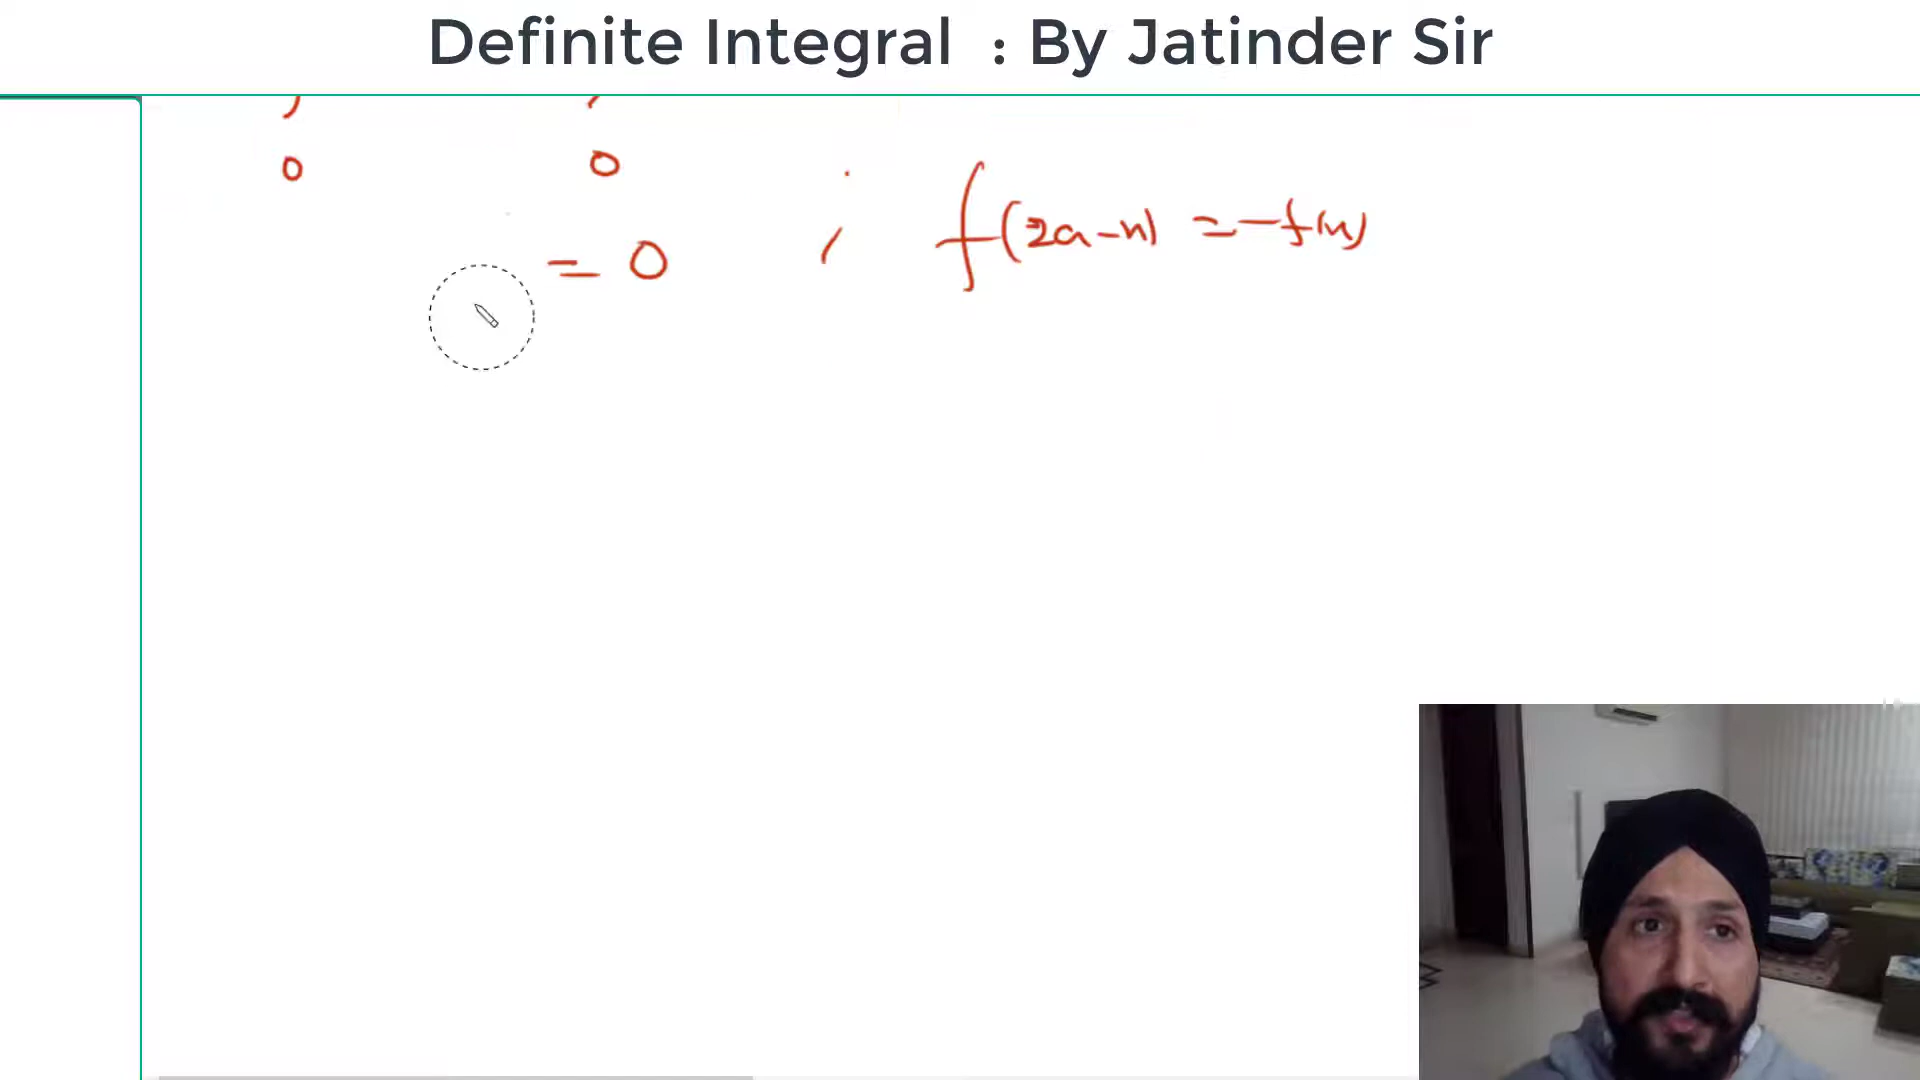 Definite Integral : By Jatinder Sir
0 0
= 0 , f(2a-x) = -f(x)